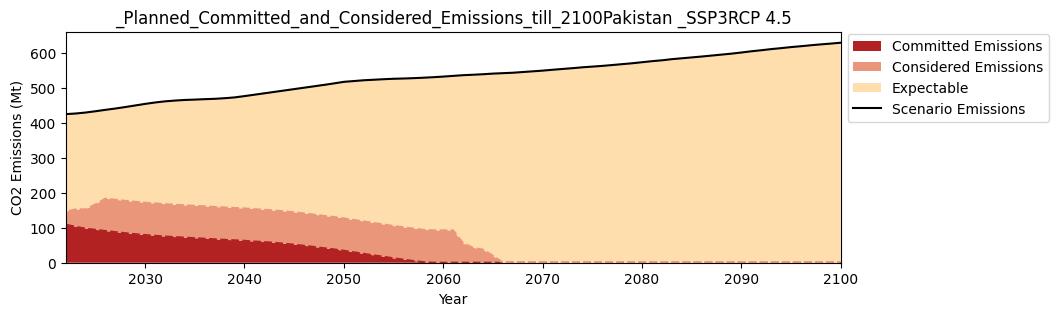 _Planned_Committed_and_Considered_Emissions_till_2100Pakistan _SSP3RCP 4.5
CO2 Emissions (Mt)
600
500
400
300
200
100
0
2030 2040 2050 2060 2070 2080 2090 2100
Year
Committed Emissions
Considered Emissions
Expectable
Scenario Emissions